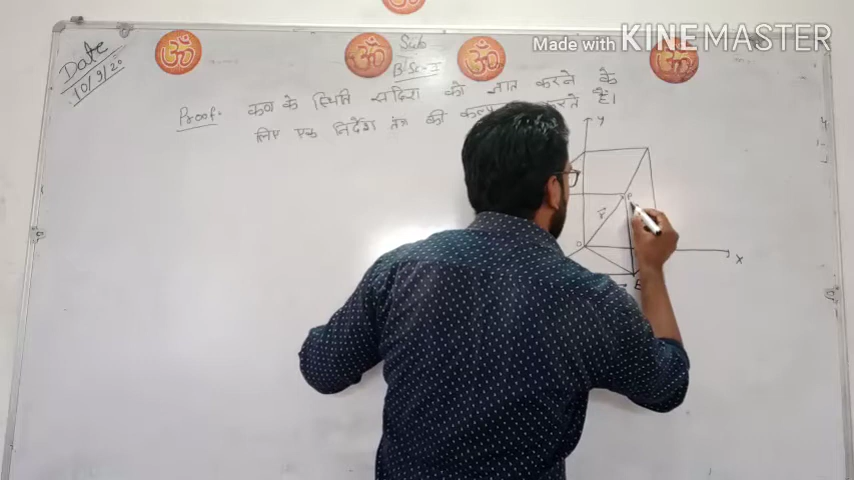 Made with KINEMASTER
Date
10/9/20
Sub
B.Sc-I
Proof:- कण के स्थिति सदिश को ज्ञात करने के
लिए एक निर्देश तंत्र की करते हैं।
ॐ
ॐ
ॐ
y
P
r⃗
O
x
B